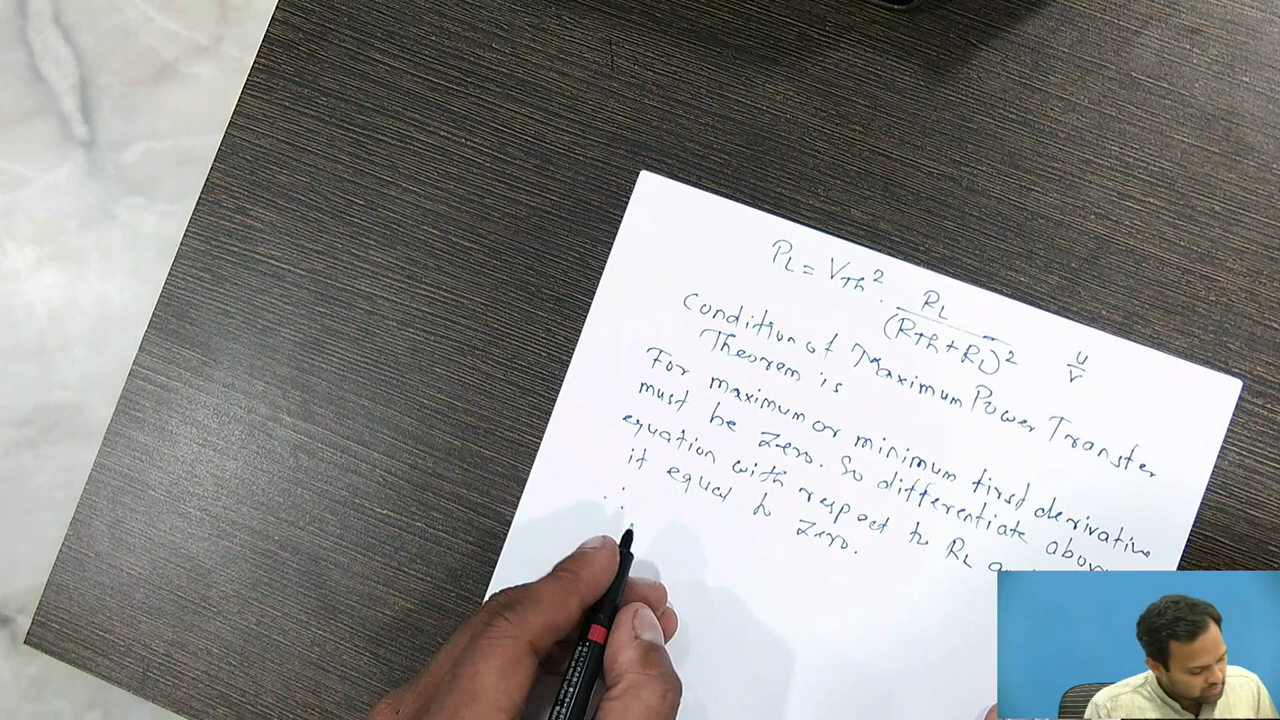 PL = VTh² . RL / (RTh + RL)² u/v
Condition of Maximum Power Transfer
Theorem is
For maximum or minimum first derivative
must be zero. So differentiate above
equation with respect to RL
it equal to zero.
∴